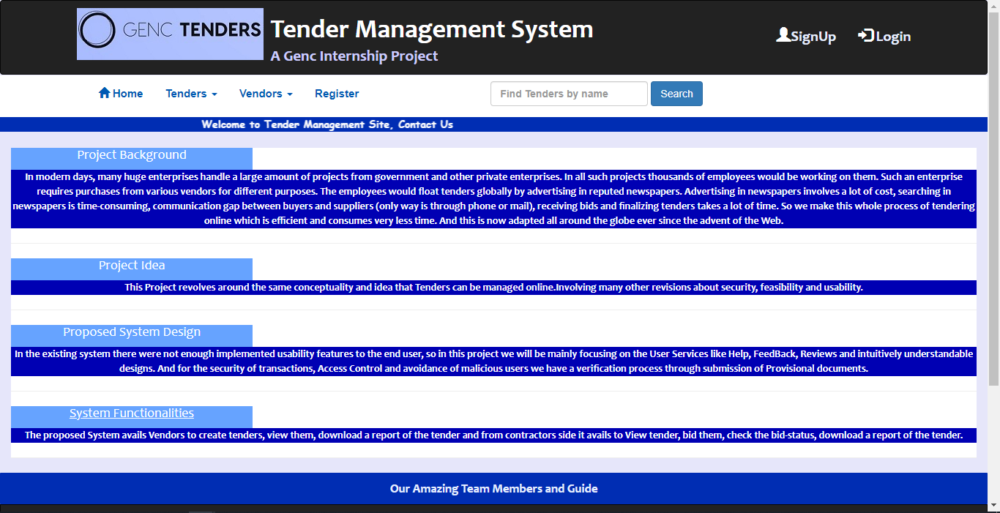 GENC TENDERS
Tender Management System
A Genc Internship Project
SignUp
Login
Home
Tenders
Vendors
Register
Find Tenders by name
Search
Welcome to Tender Management Site, Contact Us
Project Background
In modern days, many huge enterprises handle a large amount of projects from government and other private enterprises. In all such projects thousands of employees would be working on them. Such an enterprise
requires purchases from various vendors for different purposes. The employees would float tenders globally by advertising in reputed newspapers. Advertising in newspapers involves a lot of cost, searching in
newspapers is time-consuming, communication gap between buyers and suppliers (only way is through phone or mail), receiving bids and finalizing tenders takes a lot of time. So we make this whole process of tendering
online which is efficient and consumes very less time. And this is now adapted all around the globe ever since the advent of the Web.
Project Idea
This Project revolves around the same conceptuality and idea that Tenders can be managed online.Involving many other revisions about security, feasibility and usability.
Proposed System Design
In the existing system there were not enough implemented usability features to the end user, so in this project we will be mainly focusing on the User Services like Help, FeedBack, Reviews and intuitively understandable
designs. And for the security of transactions, Access Control and avoidance of malicious users we have a verification process through submission of Provisional documents.
System Functionalities
The proposed System avails Vendors to create tenders, view them, download a report of the tender and from contractors side it avails to View tender, bid them, check the bid-status, download a report of the tender.
Our Amazing Team Members and Guide